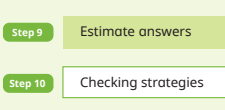 Step 9 Estimate answers
Step 10 Checking strategies